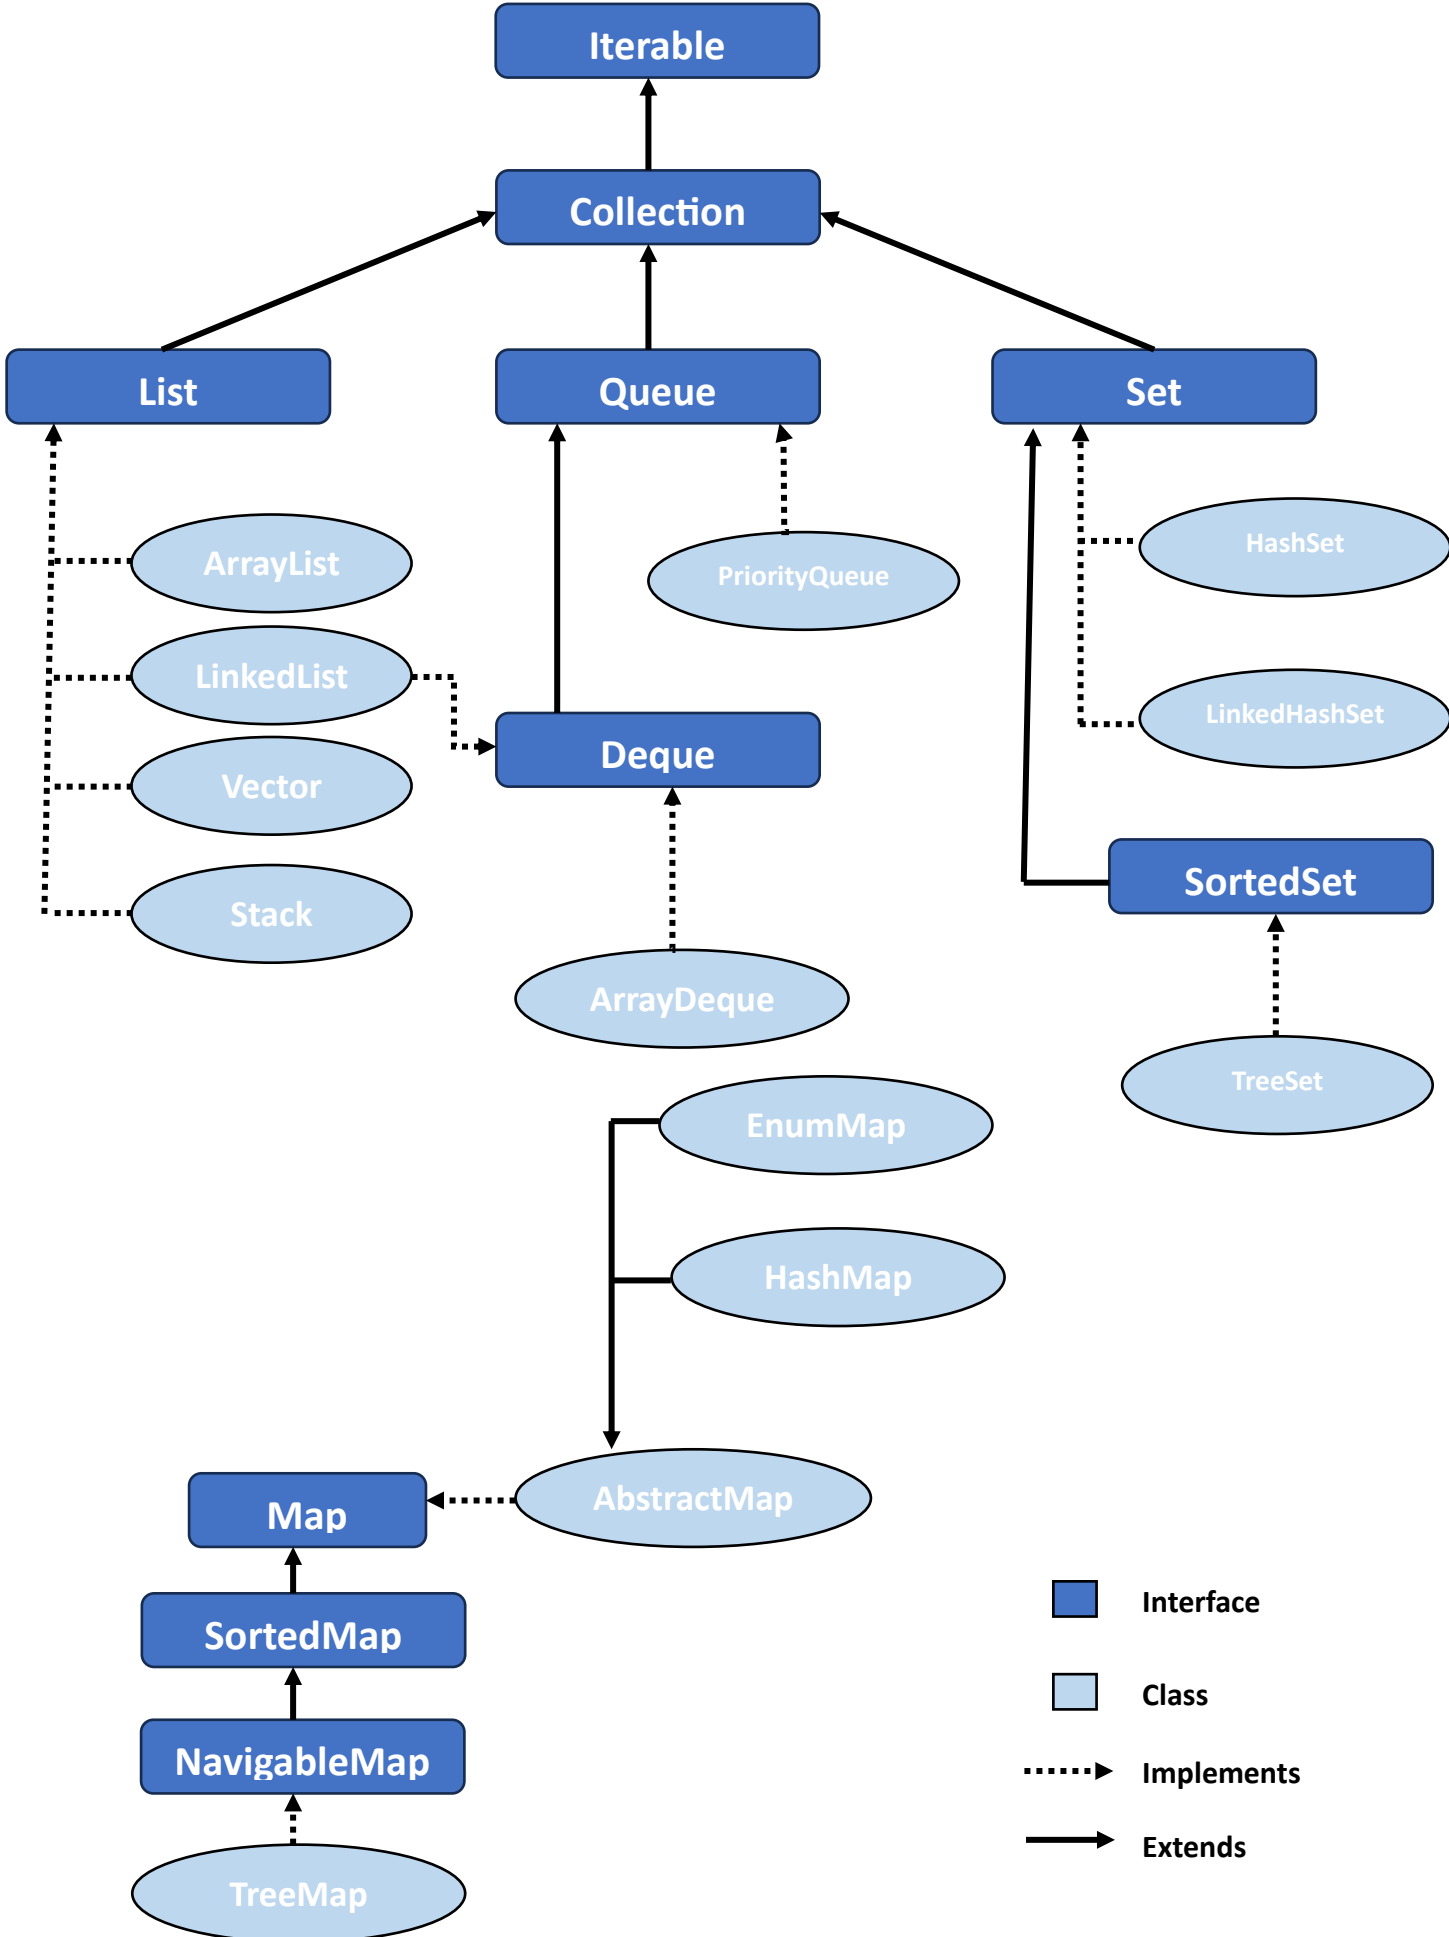 Iterable
Collection
List
Queue
Set
ArrayList
PriorityQueue
HashSet
LinkedList
LinkedHashSet
Deque
Vector
SortedSet
Stack
ArrayDeque
TreeSet
EnumMap
HashMap
AbstractMap
Map
SortedMap
NavigableMap
TreeMap
Interface
Class
Implements
Extends